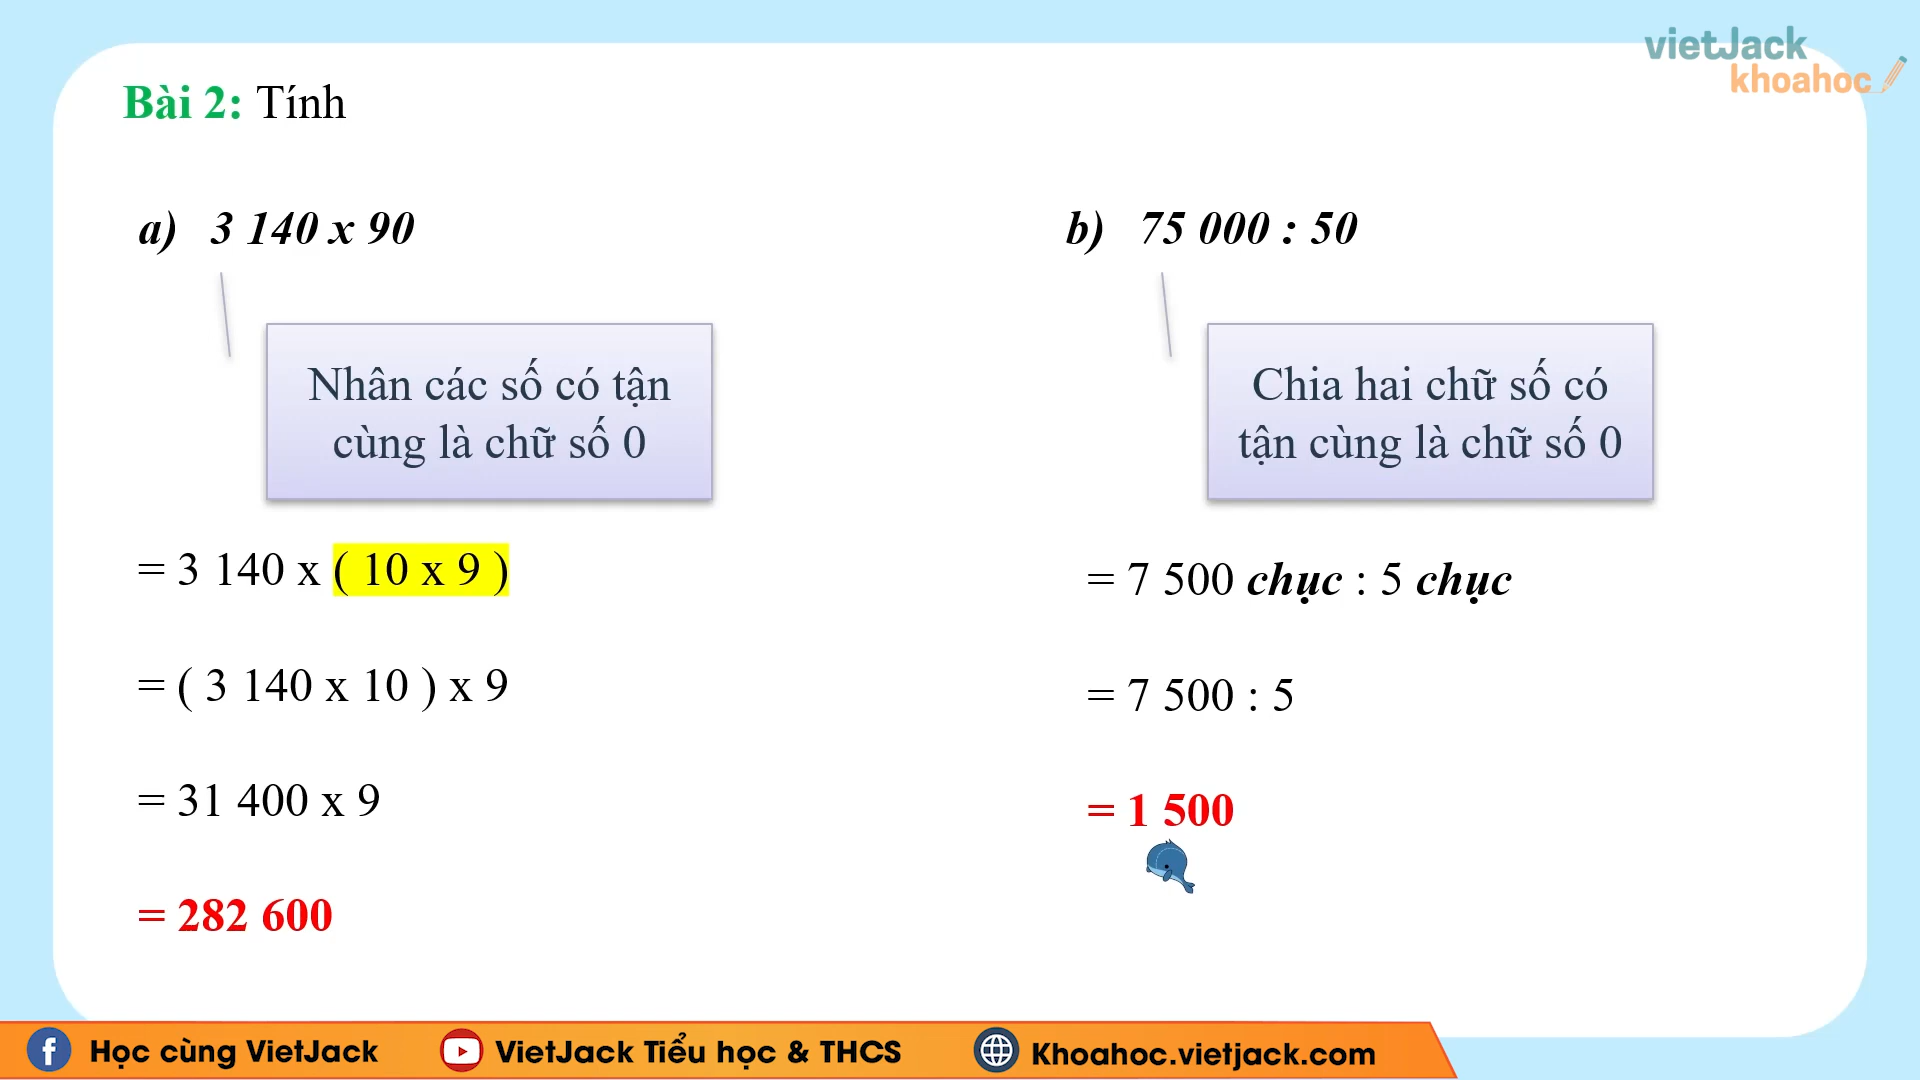 vietJack
khoahoc
Bài 2: Tính
a) 3 140 x 90
Nhân các số có tận
cùng là chữ số 0
= 3 140 x ( 10 x 9 )
= ( 3 140 x 10 ) x 9
= 31 400 x 9
= 282 600
b) 75 000 : 50
Chia hai chữ số có
tận cùng là chữ số 0
= 7 500 chục : 5 chục
= 7 500 : 5
= 1 500
Học cùng VietJack
VietJack Tiểu học & THCS
Khoahoc.vietjack.com